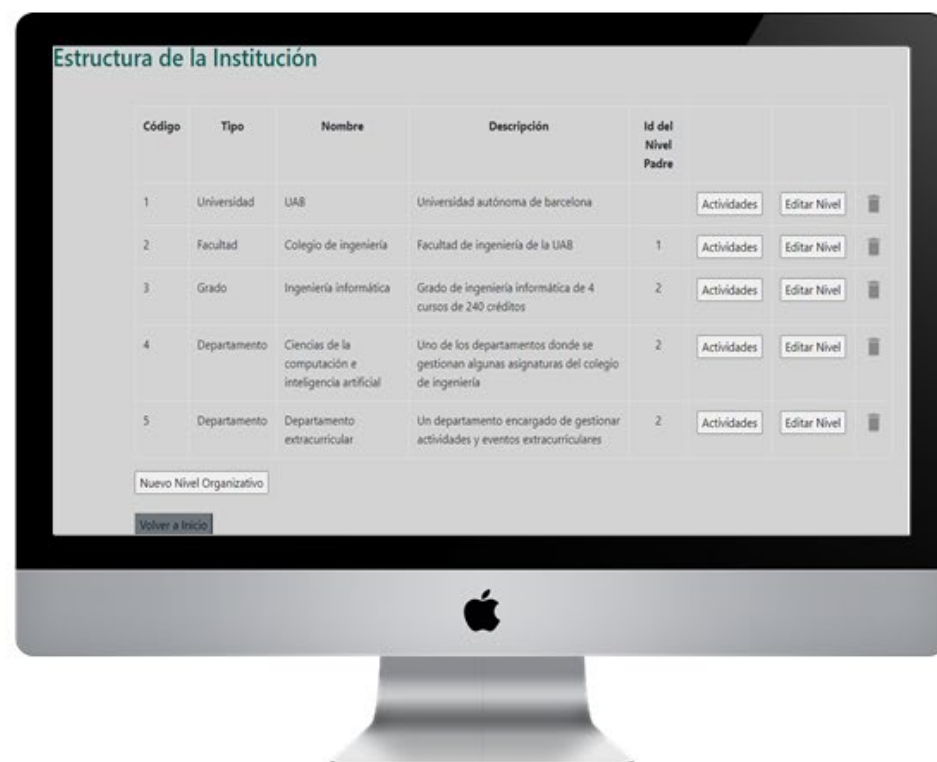 Estructura de la Institución
Código Tipo Nombre Descripción Id del
Nivel
Padre
1 Universidad UAB Universidad autónoma de barcelona Actividades Editar Nivel
2 Facultad Colegio de ingeniería Facultad de ingeniería de la UAB 1 Actividades Editar Nivel
3 Grado Ingeniería informática Grado de ingeniería informática de 4 2 Actividades Editar Nivel
cursos de 240 créditos
4 Departamento Ciencias de la Uno de los departamentos donde se 2 Actividades Editar Nivel
computación e gestionan algunas asignaturas del colegio
inteligencia artificial de ingeniería
5 Departamento Departamento Un departamento encargado de gestionar 2 Actividades Editar Nivel
extracurricular actividades y eventos extracurriculares
Nuevo Nivel Organizativo
Volver a Inicio